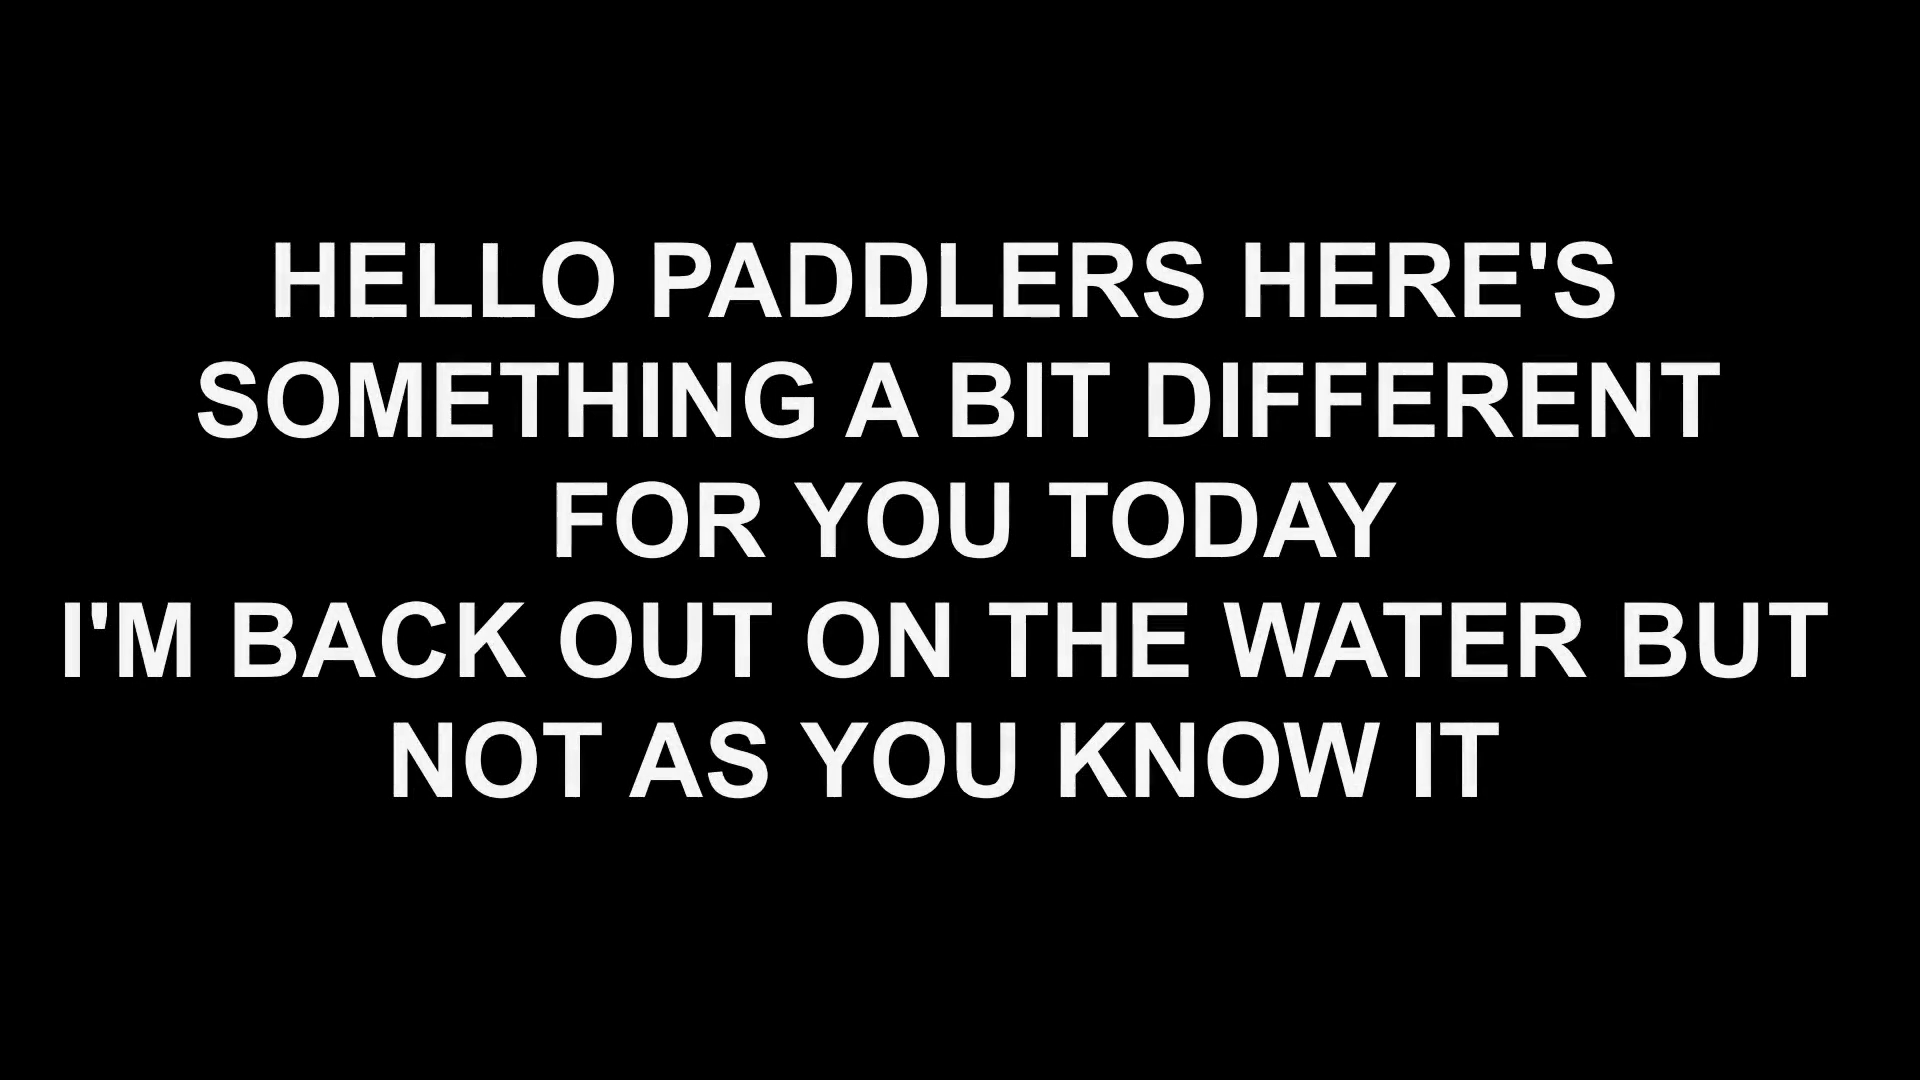 HELLO PADDLERS HERE'S
SOMETHING A BIT DIFFERENT
FOR YOU TODAY
I'M BACK OUT ON THE WATER BUT
NOT AS YOU KNOW IT